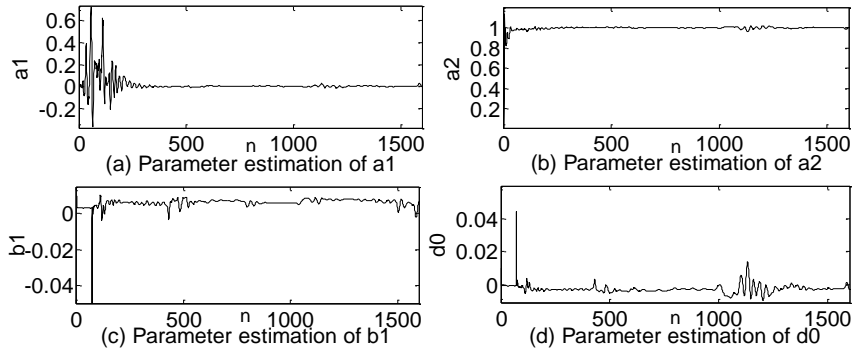 0.6
0.4
0.2
0
-0.2
a1
0 500 n 1000 1500
(a) Parameter estimation of a1
1
0.8
0.6
0.4
0.2
a2
0 500 n 1000 1500
(b) Parameter estimation of a2
0
-0.02
-0.04
b1
0 500 n 1000 1500
(c) Parameter estimation of b1
0.04
0.02
0
d0
0 500 n 1000 1500
(d) Parameter estimation of d0